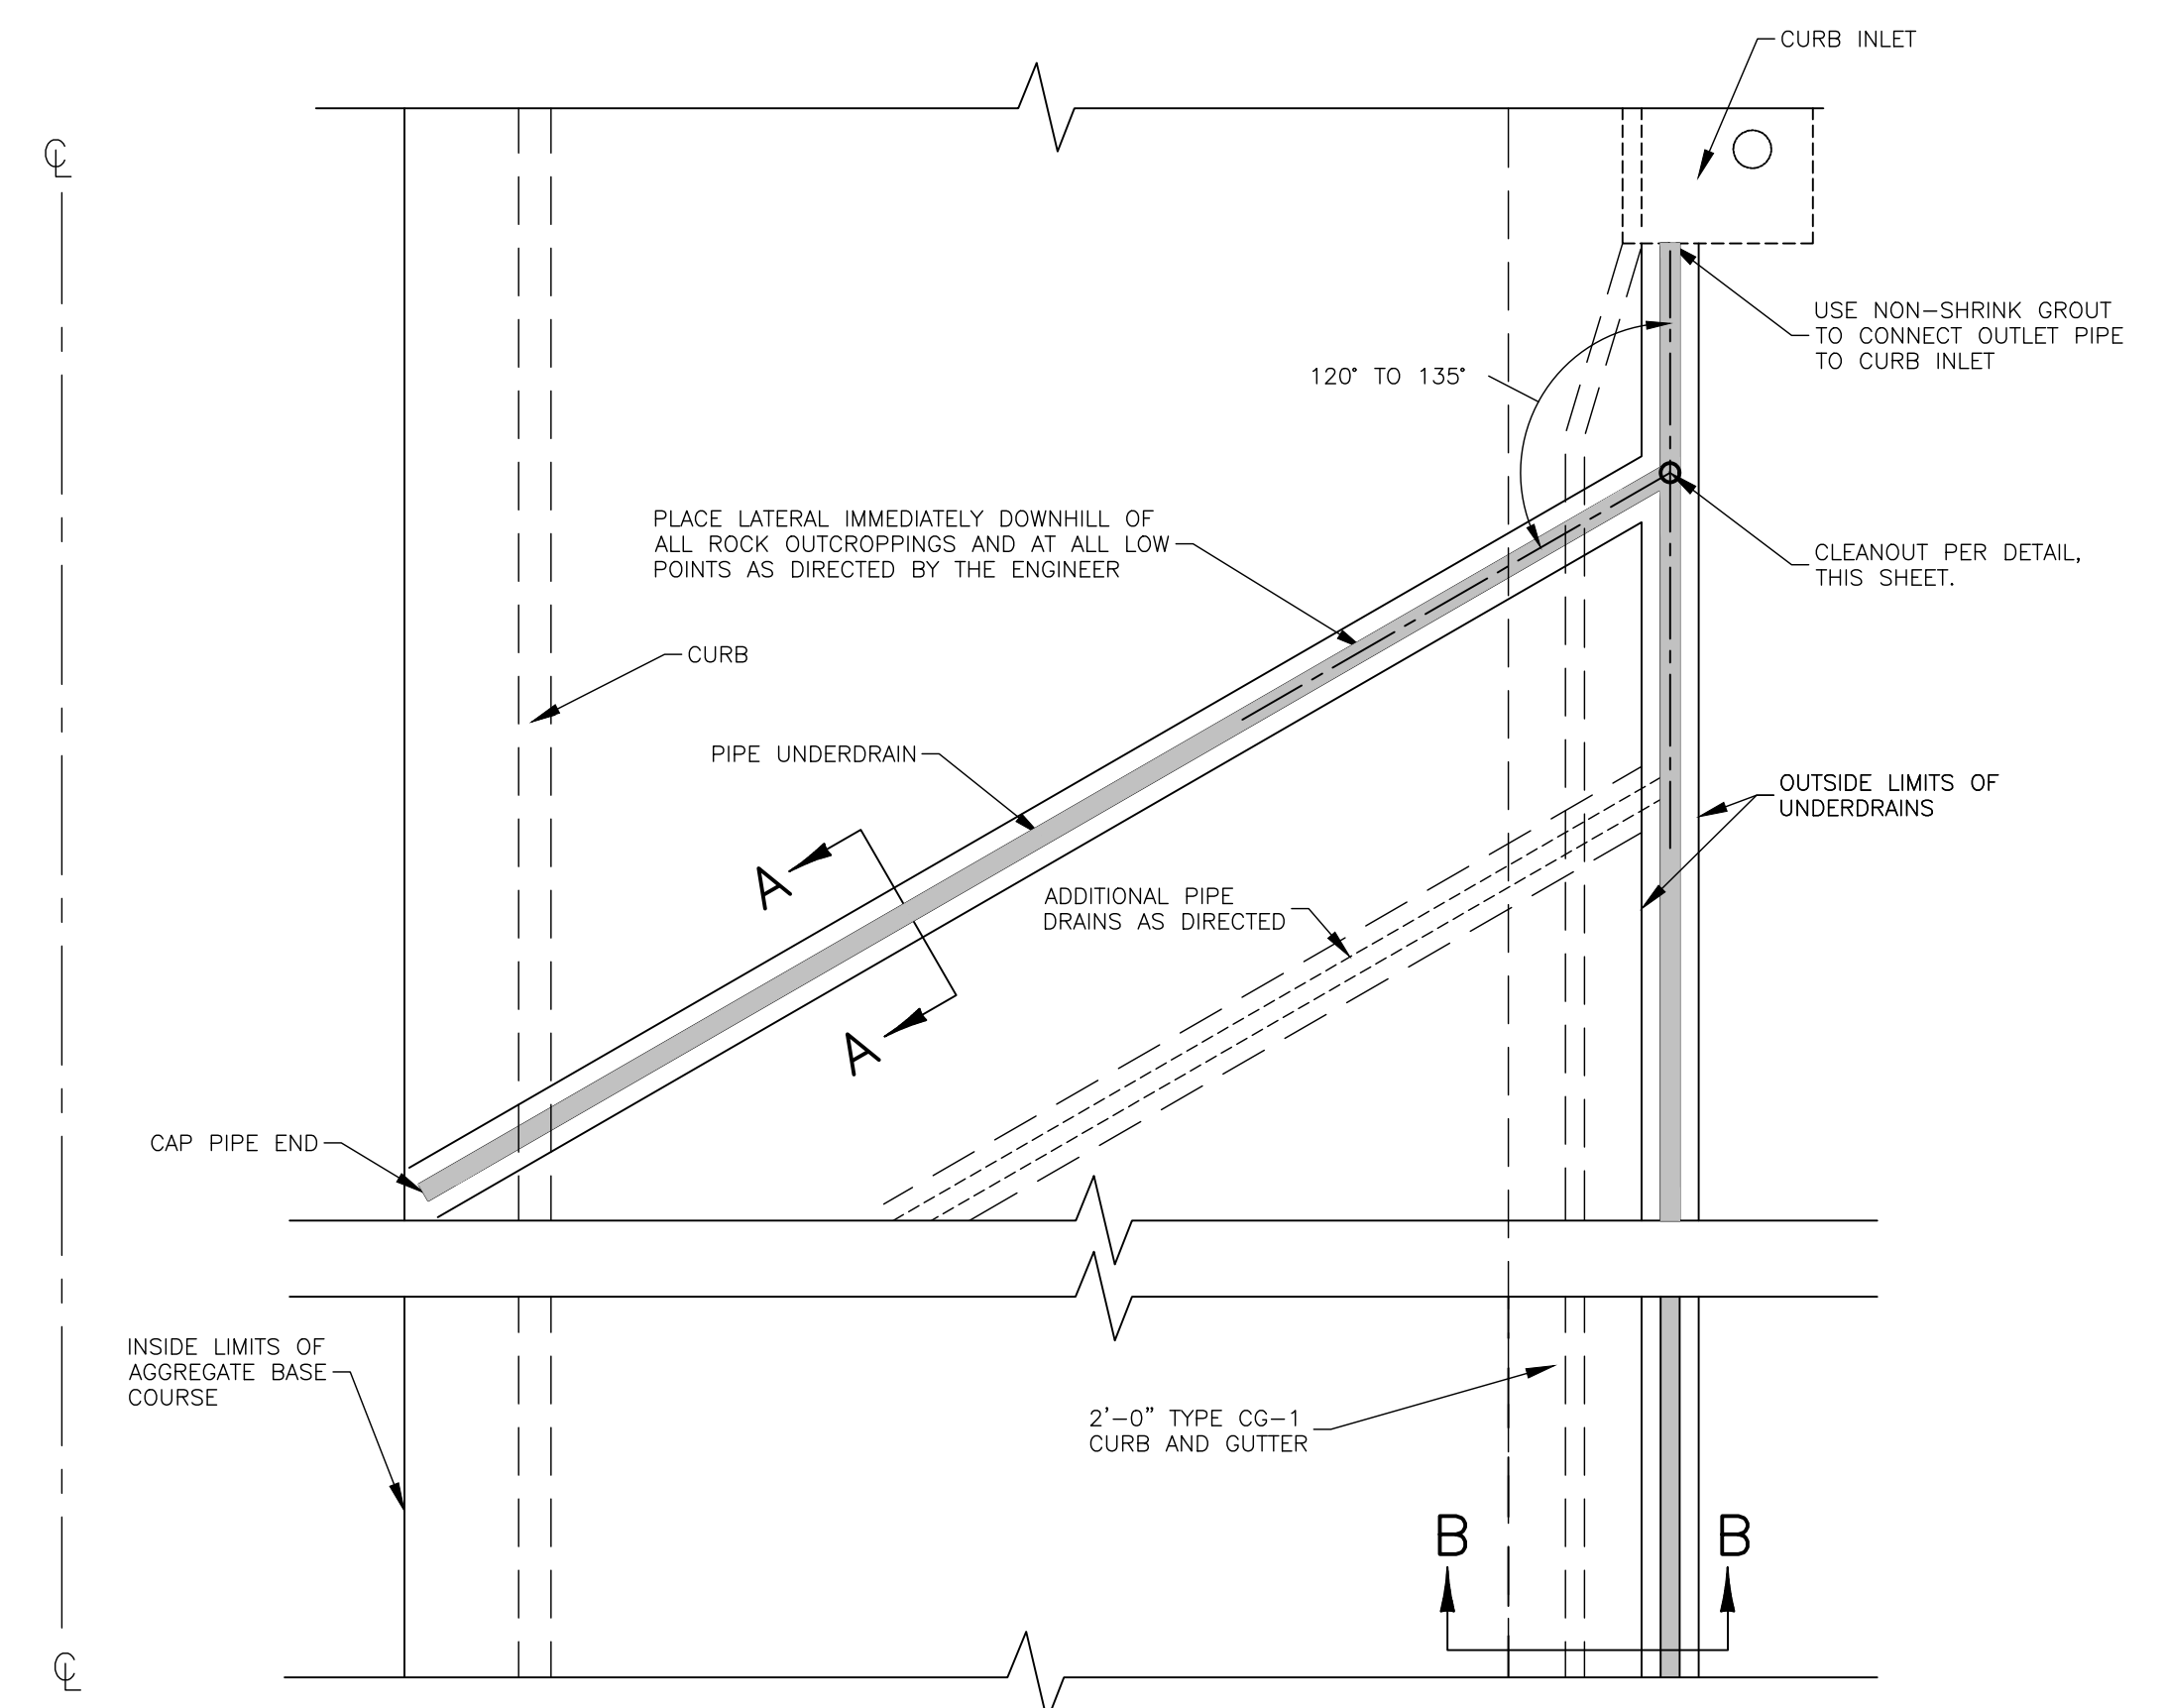 CURB INLET
℄
USE NON-SHRINK GROUT
TO CONNECT OUTLET PIPE
TO CURB INLET
120° TO 135°
PLACE LATERAL IMMEDIATELY DOWNHILL OF
ALL ROCK OUTCROPPINGS AND AT ALL LOW
POINTS AS DIRECTED BY THE ENGINEER
CLEANOUT PER DETAIL,
THIS SHEET.
CURB
PIPE UNDERDRAIN
OUTSIDE LIMITS OF
UNDERDRAINS
A
ADDITIONAL PIPE
DRAINS AS DIRECTED
A
CAP PIPE END
INSIDE LIMITS OF
AGGREGATE BASE
COURSE
2'-0" TYPE CG-1
CURB AND GUTTER
B
B
℄